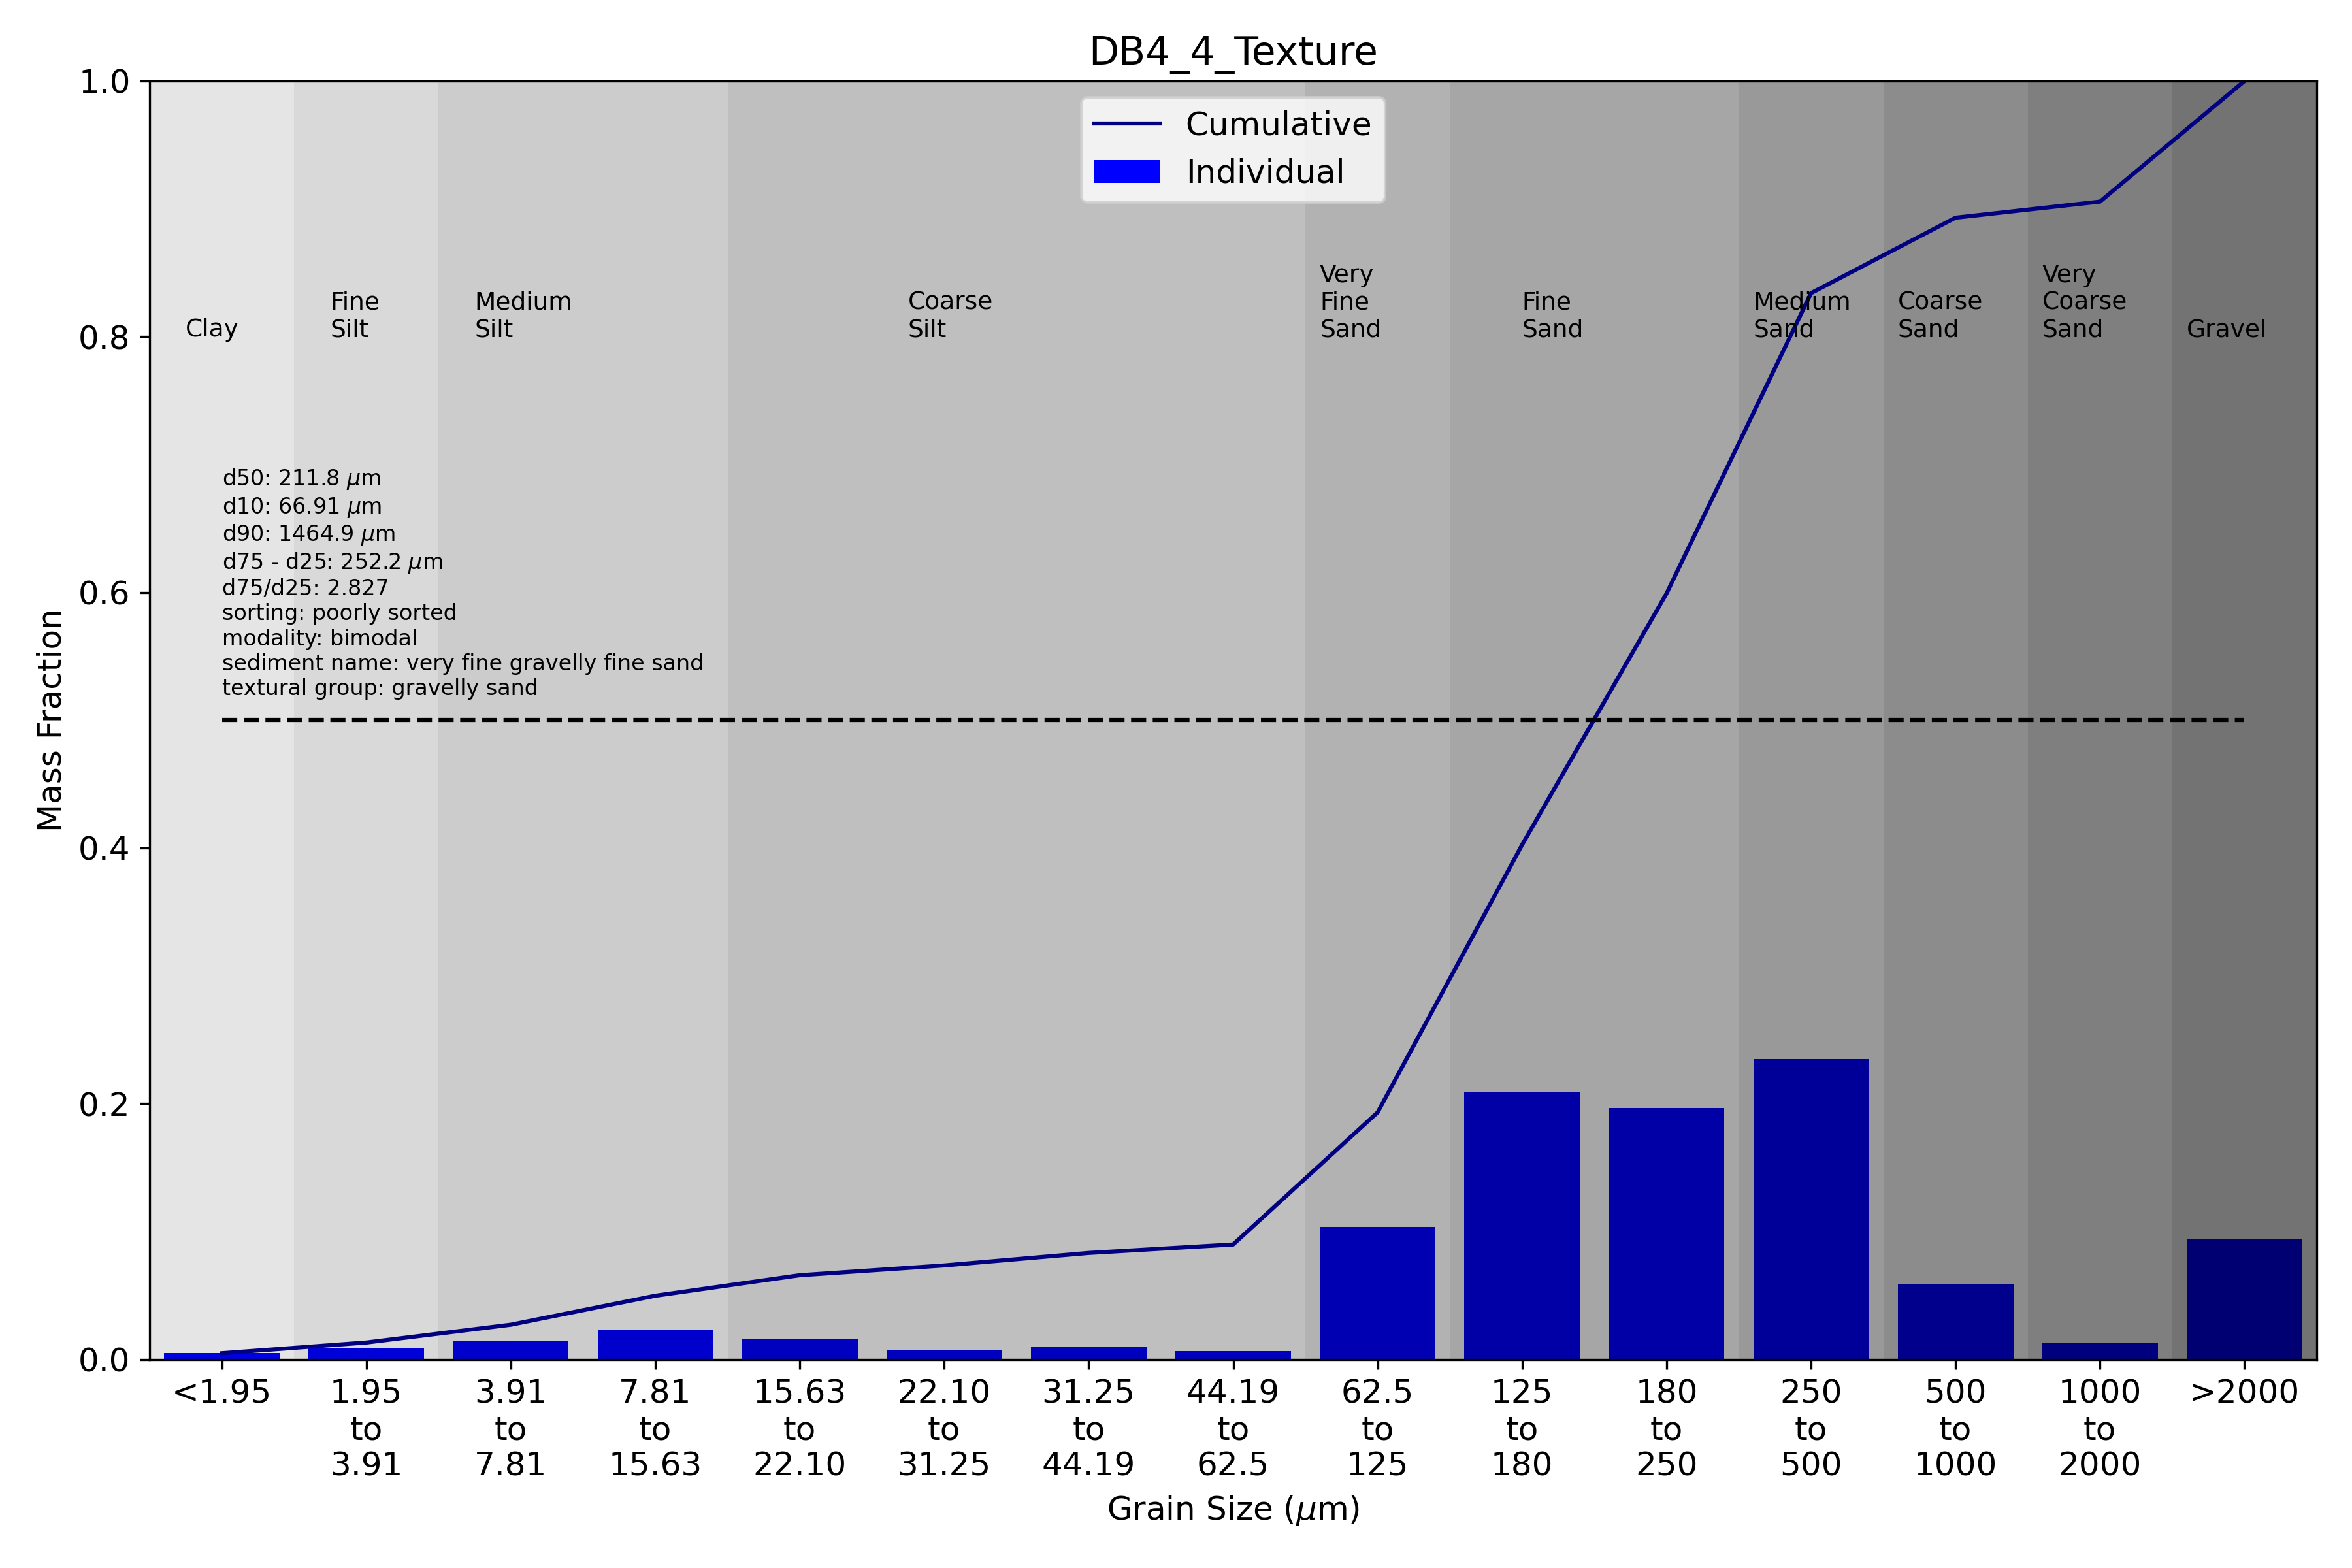 DB4_4_Texture
1.0
0.8
0.6
0.4
0.2
0.0
Mass Fraction
Cumulative
Individual
Clay
Fine
Silt
Medium
Silt
Coarse
Silt
Very
Fine
Sand
Fine
Sand
Medium
Sand
Coarse
Sand
Very
Coarse
Sand
Gravel
d50: 211.8 μm
d10: 66.91 μm
d90: 1464.9 μm
d75 - d25: 252.2 μm
d75/d25: 2.827
sorting: poorly sorted
modality: bimodal
sediment name: very fine gravelly fine sand
textural group: gravelly sand
<1.95
1.95
to
3.91
3.91
to
7.81
7.81
to
15.63
15.63
to
22.10
22.10
to
31.25
31.25
to
44.19
44.19
to
62.5
62.5
to
125
125
to
180
180
to
250
250
to
500
500
to
1000
1000
to
2000
>2000
Grain Size (μm)